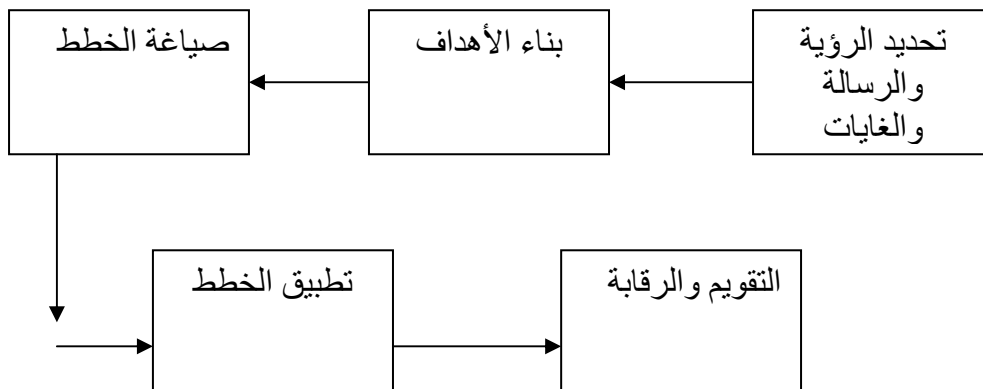 تحديد الرؤية
والرسالة
والغايات
بناء الأهداف
صياغة الخطط
تطبيق الخطط
التقويم والرقابة